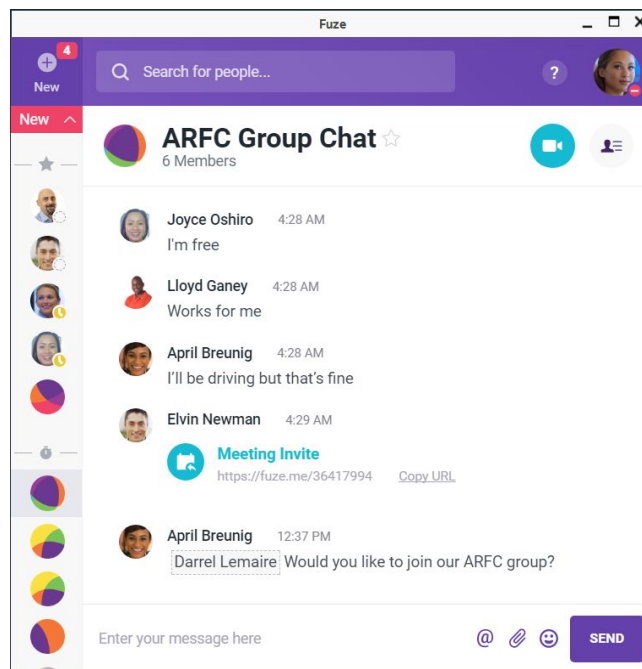 Fuze
4
New
Search for people...
?
New
ARFC Group Chat
6 Members
Joyce Oshiro 4:28 AM
I'm free
Lloyd Ganey 4:28 AM
Works for me
April Breunig 4:28 AM
I'll be driving but that's fine
Elvin Newman 4:29 AM
Meeting Invite
https://fuze.me/36417994 Copy URL
April Breunig 12:37 PM
Darrel Lemaire Would you like to join our ARFC group?
Enter your message here @ SEND